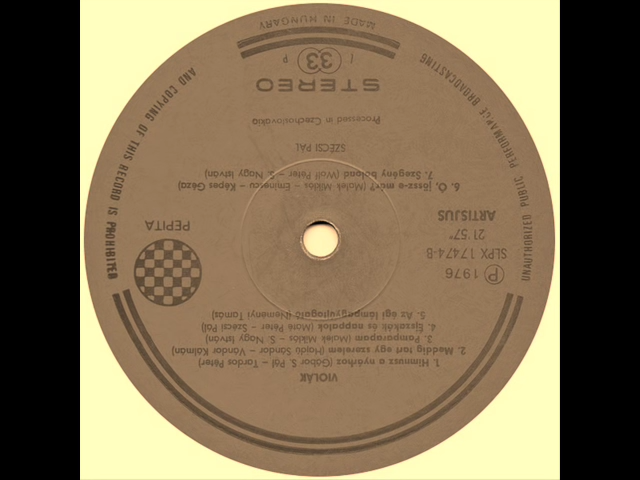 VIOLÁK
1. Himnusz a nyárhoz (Gábor S. Pál – Tardos Péter)
2. Meddig tart egy szerelem (Hajdú Sándor – Vándor Kálmán)
3. Pamparapam (Malek Miklós – S. Nagy István)
4. Éjszakák és nappalok (Máté Péter – Szécsi Pál)
5. Az égi lámpagyújtogató (Neményi Tamás)
℗ 1976
SLPX 17474-B
21'57"
ARTISJUS
PEPITA
6. Ó, jössz-e már? (Malek Miklós – Eminescu – Képes Géza)
7. Szegény bolond (Wolf Péter – S. Nagy István)
SZÉCSI PÁL
Processed in Czechoslovakia
STEREO
33
P
MADE IN HUNGARY
UNAUTHORIZED PUBLIC PERFORMANCE BROADCASTING
AND COPYING OF THIS RECORD IS PROHIBITED